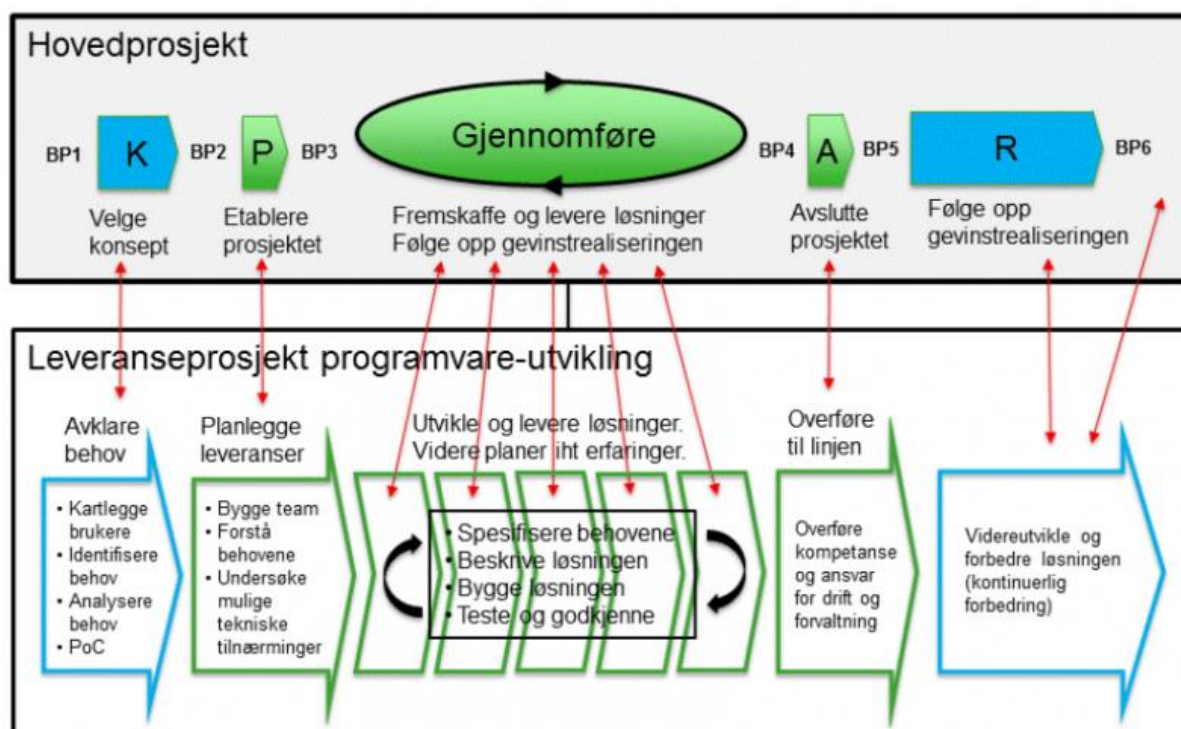 Hovedprosjekt
BP1
K
BP2
P
BP3
Gjennomføre
BP4
A
BP5
R
BP6
Velge
konsept
Etablere
prosjektet
Fremskaffe og levere løsninger
Følge opp gevinstrealiseringen
Avslutte
prosjektet
Følge opp
gevinstrealiseringen
Leveranseprosjekt programvare-utvikling
Avklare
behov
• Kartlegge
brukere
• Identifisere
behov
• Analysere
behov
• PoC
Planlegge
leveranser
• Bygge team
• Forstå
behovene
• Undersøke
mulige
tekniske
tilnærminger
Utvikle og levere løsninger.
Videre planer iht erfaringer.
• Spesifisere behovene
• Beskrive løsningen
• Bygge løsningen
• Teste og godkjenne
Overføre
til linjen
Overføre
kompetanse
og ansvar
for drift og
forvaltning
Videreutvikle og
forbedre løsningen
(kontinuerlig
forbedring)